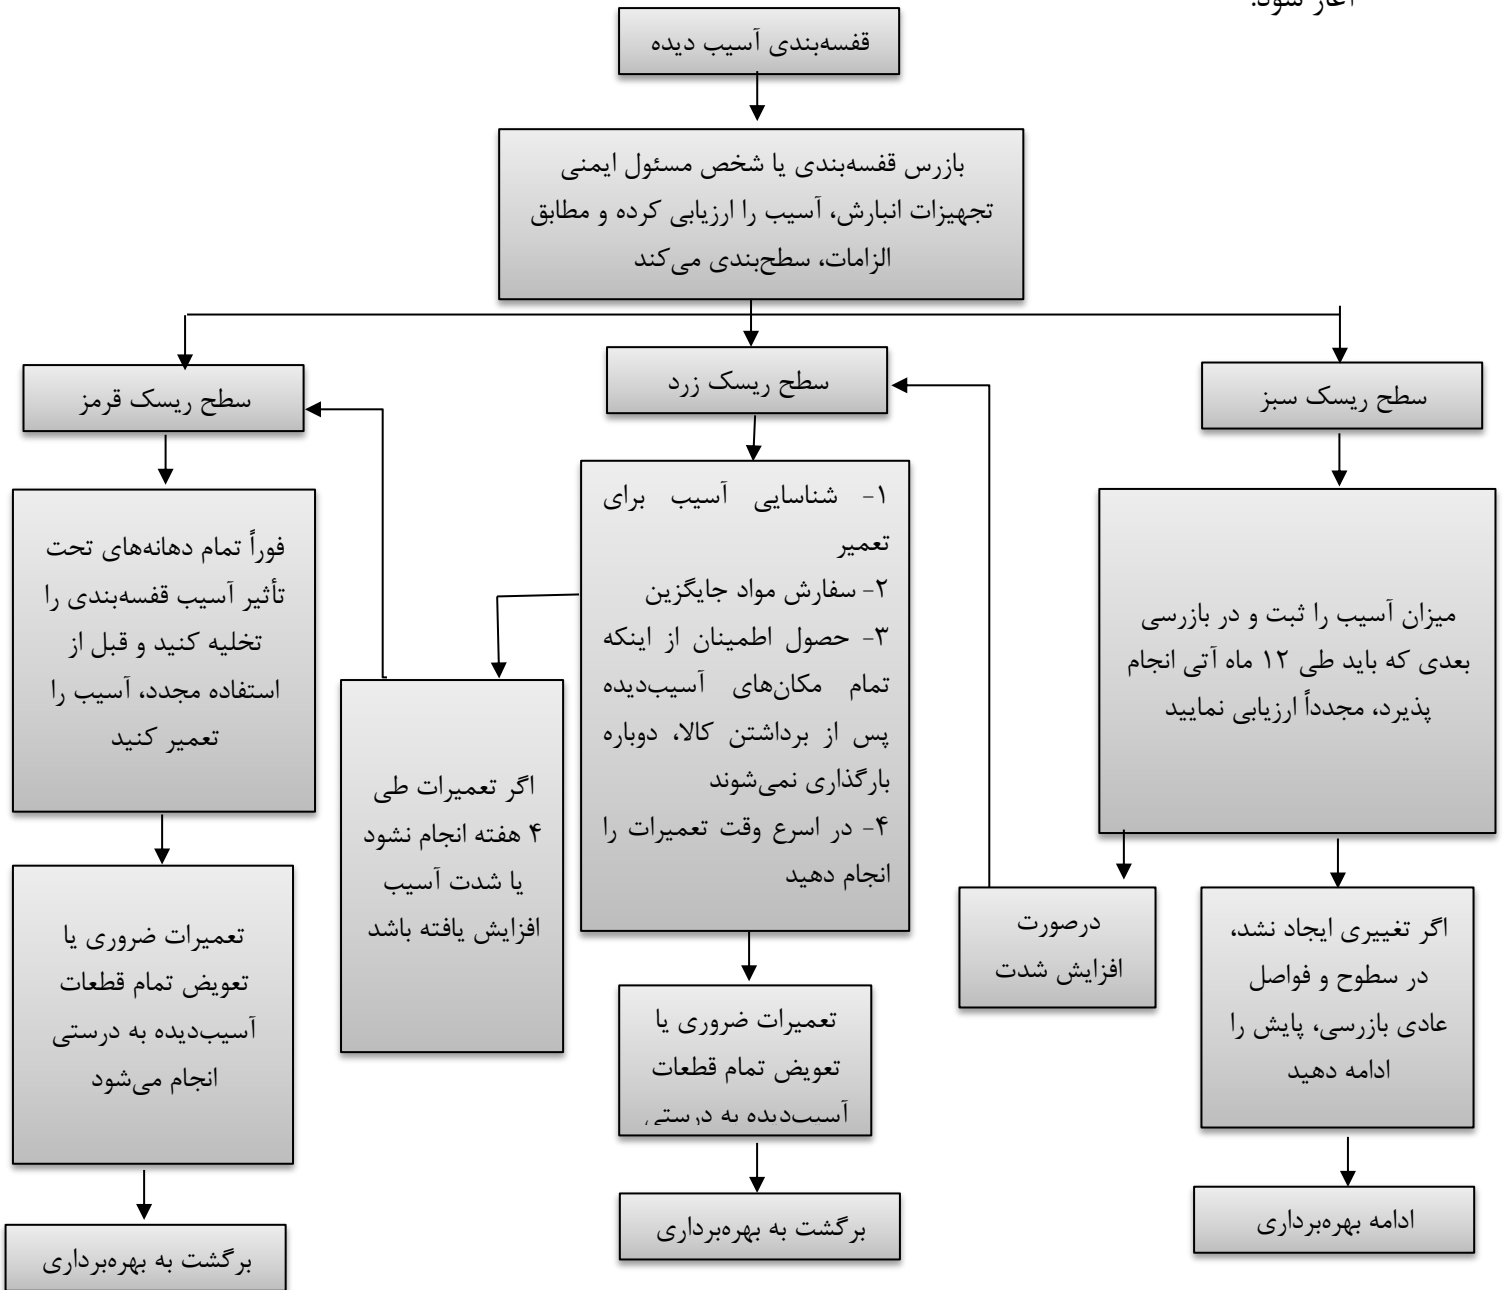 قفسه‌بندی آسیب دیده
بازرس قفسه‌بندی یا شخص مسئول ایمنی
تجهیزات انبارش، آسیب را ارزیابی کرده و مطابق
الزامات، سطح‌بندی می‌کند
سطح ریسک سبز
سطح ریسک زرد
سطح ریسک قرمز
میزان آسیب را ثبت و در بازرسی
بعدی که باید طی ۱۲ ماه آتی انجام
پذیرد، مجدداً ارزیابی نمایید
۱- شناسایی آسیب برای
تعمیر
۲- سفارش مواد جایگزین
۳- حصول اطمینان از اینکه
تمام مکان‌های آسیب‌دیده
پس از برداشتن کالا، دوباره
بارگذاری نمی‌شوند
۴- در اسرع وقت تعمیرات را
انجام دهید
فوراً تمام دهانه‌های تحت
تأثیر آسیب قفسه‌بندی را
تخلیه کنید و قبل از
استفاده مجدد، آسیب را
تعمیر کنید
اگر تعمیرات طی
۴ هفته انجام نشود
یا شدت آسیب
افزایش یافته باشد
اگر تغییری ایجاد نشد،
در سطوح و فواصل
عادی بازرسی، پایش را
ادامه دهید
درصورت
افزایش شدت
تعمیرات ضروری یا
تعویض تمام قطعات
آسیب‌دیده به درستی
تعمیرات ضروری یا
تعویض تمام قطعات
آسیب‌دیده به درستی
انجام می‌شود
ادامه بهره‌برداری
برگشت به بهره‌برداری
برگشت به بهره‌برداری